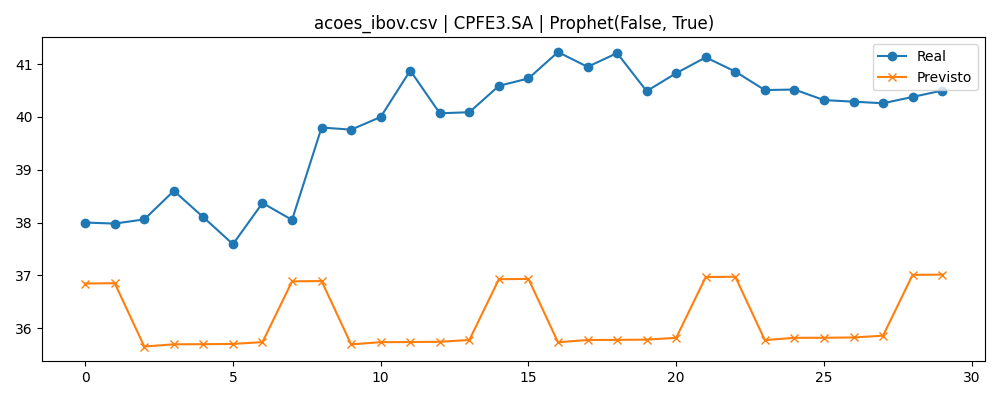 acoes_ibov.csv | CPFE3.SA | Prophet(False, True)
Real
Previsto
41
40
39
38
37
36
0 5 10 15 20 25 30